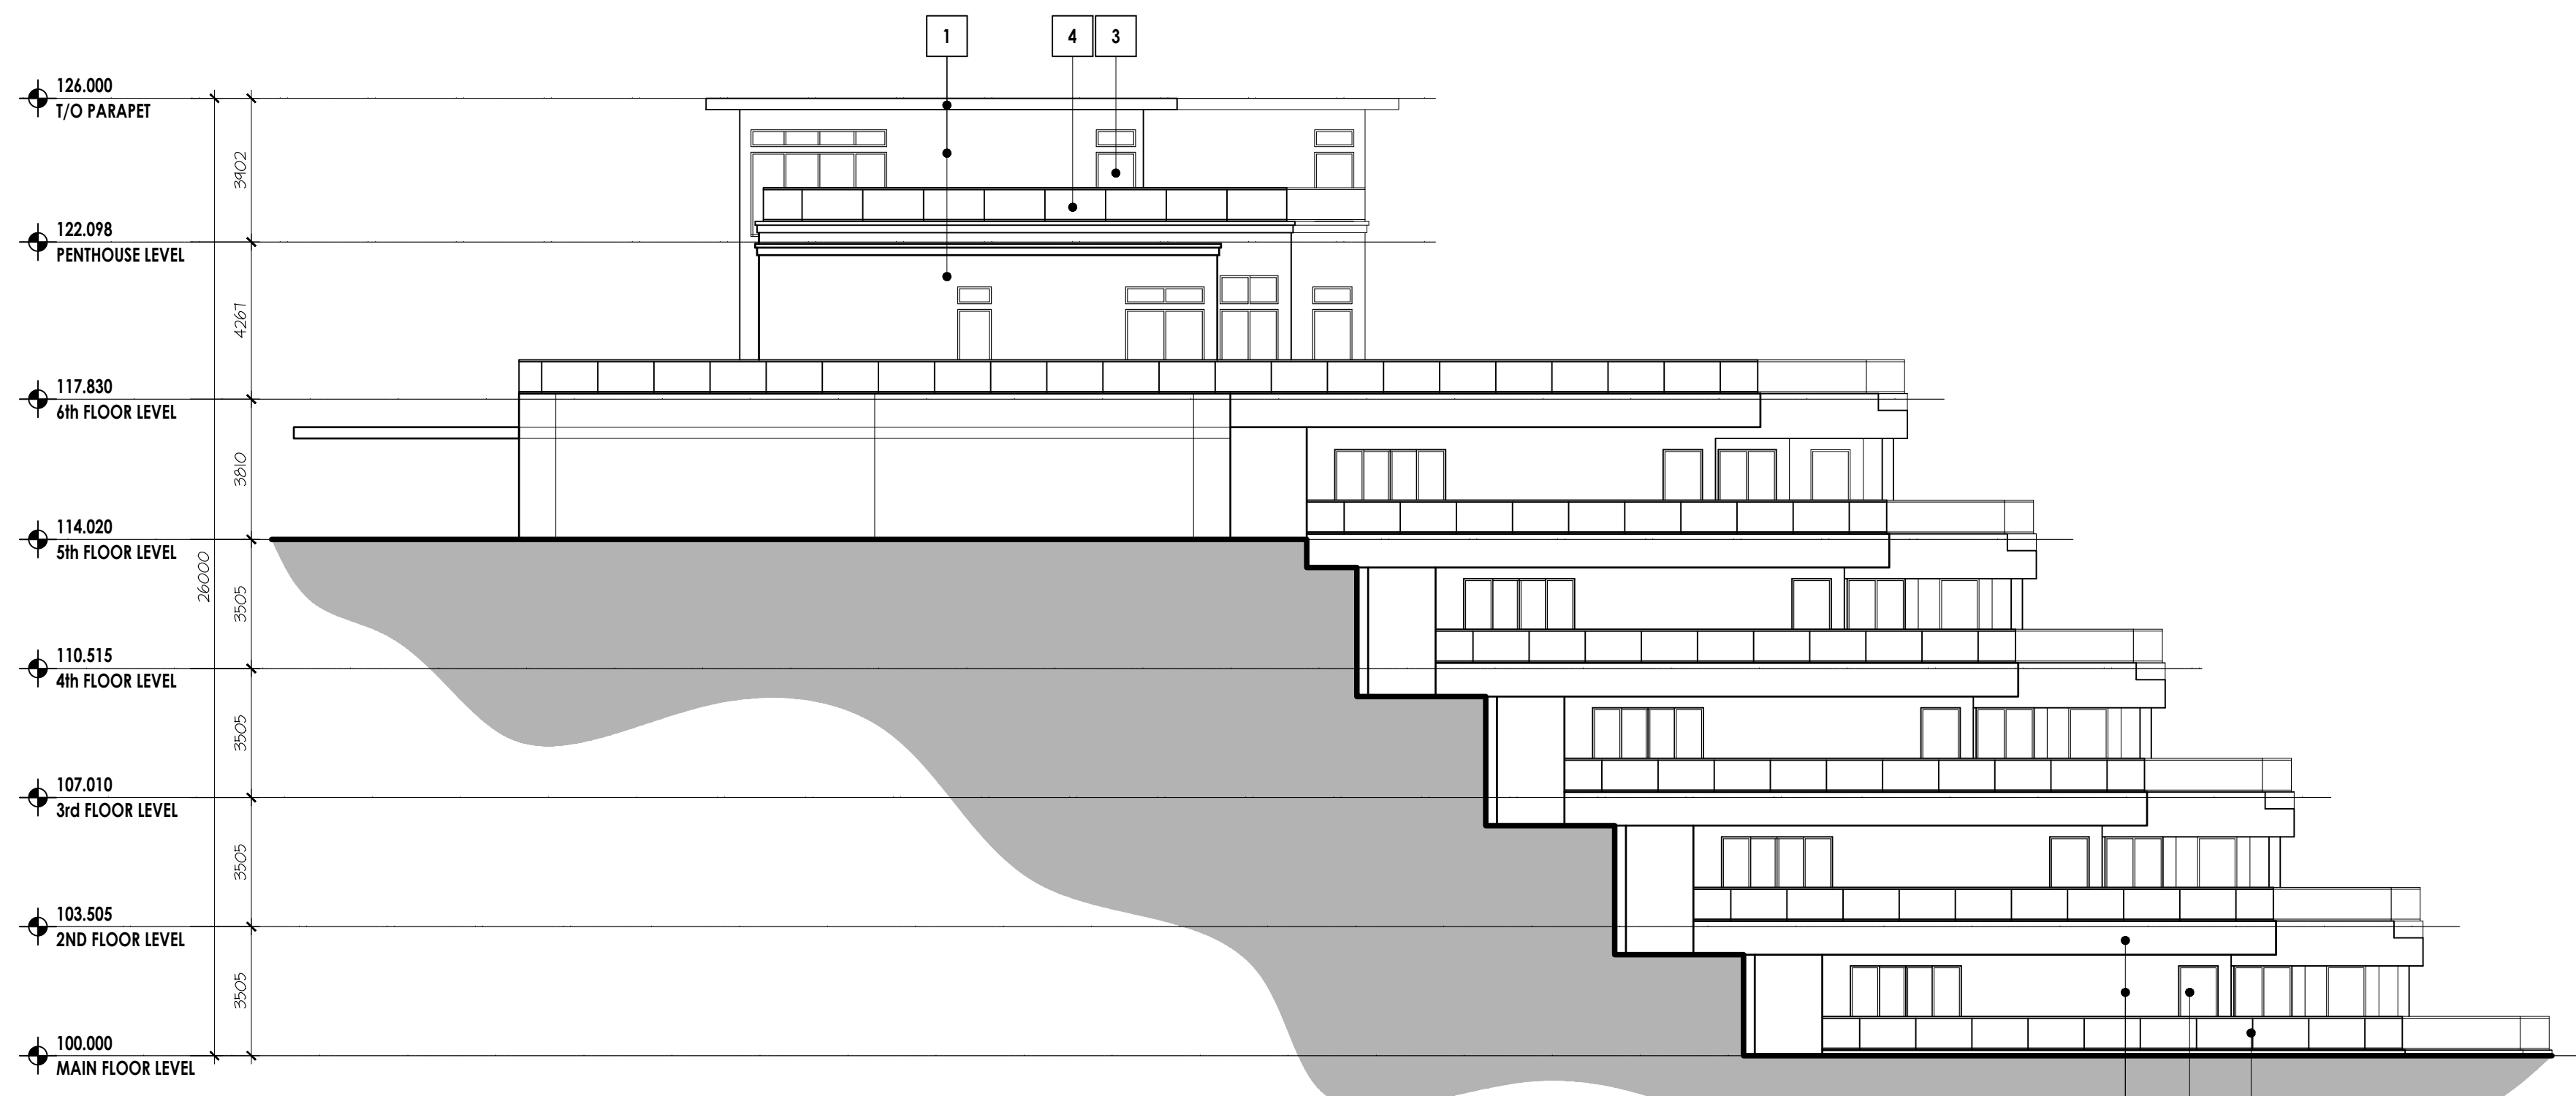 1
4
3
126.000
T/O PARAPET
3902
122.098
PENTHOUSE LEVEL
4267
117.830
6th FLOOR LEVEL
3810
114.020
5th FLOOR LEVEL
26000
3505
110.515
4th FLOOR LEVEL
3505
107.010
3rd FLOOR LEVEL
3505
103.505
2ND FLOOR LEVEL
3505
100.000
MAIN FLOOR LEVEL